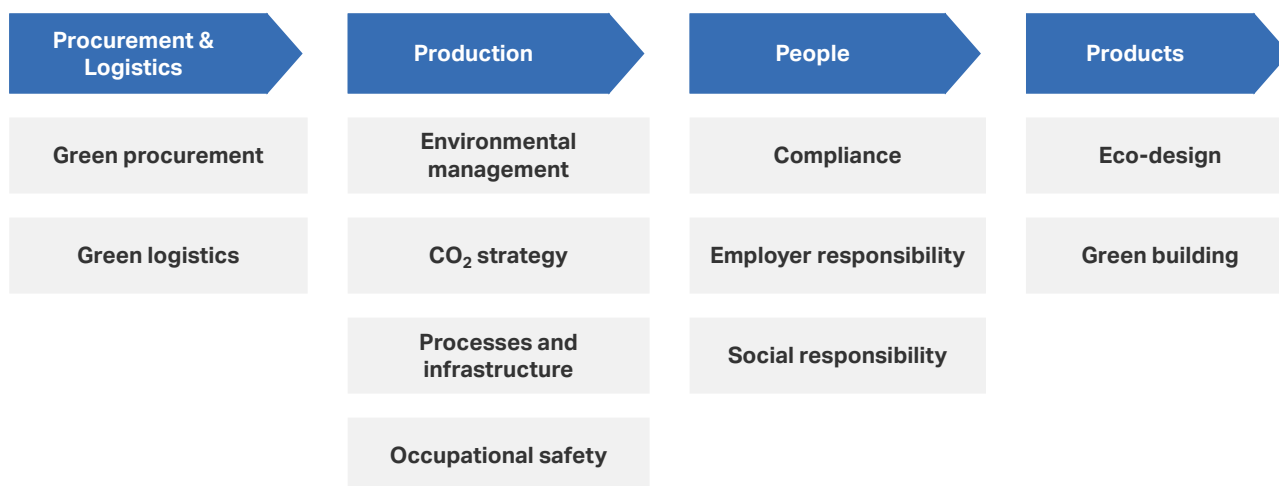 Procurement &
Logistics
Production
People
Products
Green procurement
Environmental
management
Compliance
Eco-design
Green logistics
CO₂ strategy
Employer responsibility
Green building
Processes and
infrastructure
Social responsibility
Occupational safety